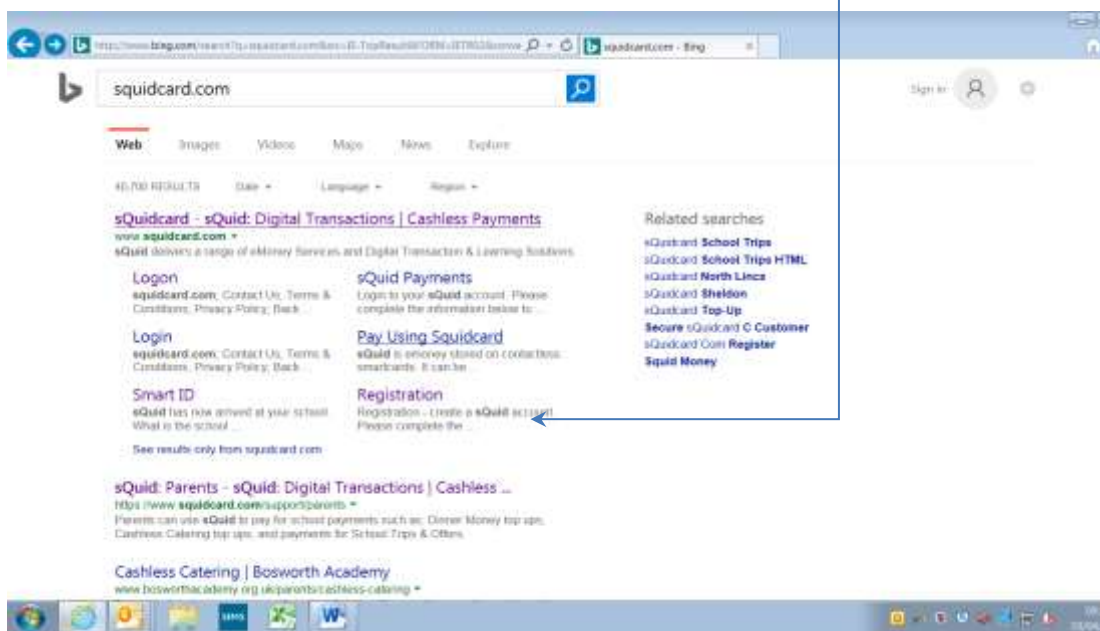 squidcard.com - Bing
squidcard.com
Sign in
Web Images Videos Maps News Explore
40,700 RESULTS Date Language Region
sQuidcard - sQuid: Digital Transactions | Cashless Payments
www.squidcard.com
sQuid delivers a range of eMoney Services and Digital Transaction & Learning Solutions.
Logon
squidcard.com; Contact Us; Terms &
Conditions; Privacy Policy; Back ...
sQuid Payments
Login to your sQuid account. Please
complete the information below to ...
Login
squidcard.com; Contact Us; Terms &
Conditions; Privacy Policy; Back ...
Pay Using Squidcard
sQuid is emoney stored on contactless
smartcards. It can be ...
Smart ID
sQuid has now arrived at your school
What is the school ...
Registration
Registration - create a sQuid account
Please complete the ...
See results only from squidcard.com
sQuid: Parents - sQuid: Digital Transactions | Cashless ...
https://www.squidcard.com/support/parents
Parents can use sQuid to pay for school payments such as; Dinner Money top ups,
Cashless Catering top ups, and payments for School Trips & Offers.
Cashless Catering | Bosworth Academy
www.bosworthacademy.org.uk/parents/cashless-catering
Related searches
sQuidcard School Trips
sQuidcard School Trips HTML
sQuidcard North Lincs
sQuidcard Sheldon
sQuidcard Top-Up
Secure sQuidcard C Customer
sQuidcard Com Register
Squid Money
SIMS